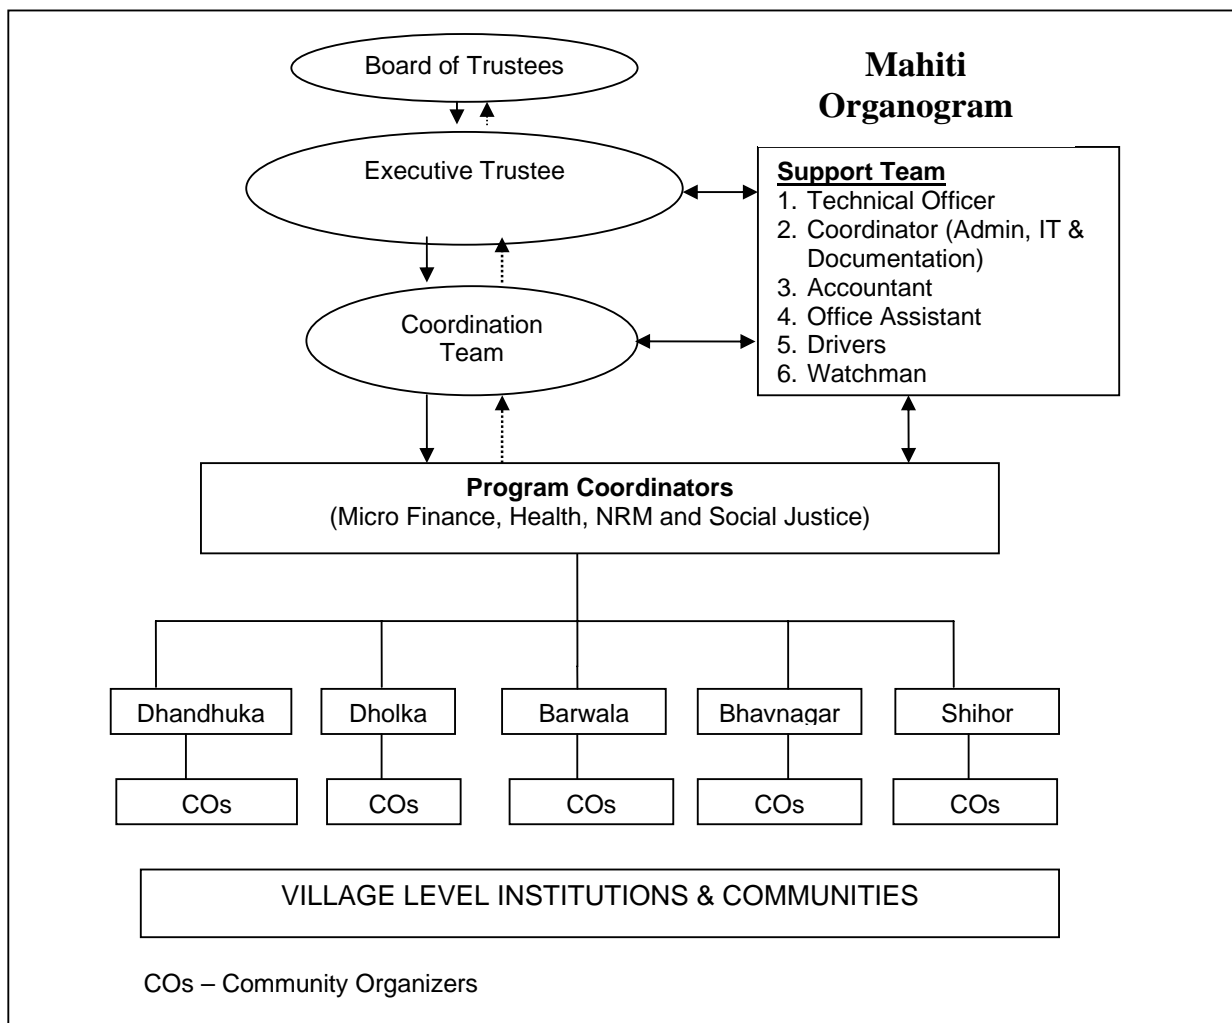 Board of Trustees
Mahiti
Organogram
Executive Trustee
Support Team
1. Technical Officer
2. Coordinator (Admin, IT &
Documentation)
3. Accountant
4. Office Assistant
5. Drivers
6. Watchman
Coordination
Team
Program Coordinators
(Micro Finance, Health, NRM and Social Justice)
Dhandhuka Dholka Barwala Bhavnagar Shihor
COs COs COs COs COs
VILLAGE LEVEL INSTITUTIONS & COMMUNITIES
COs – Community Organizers